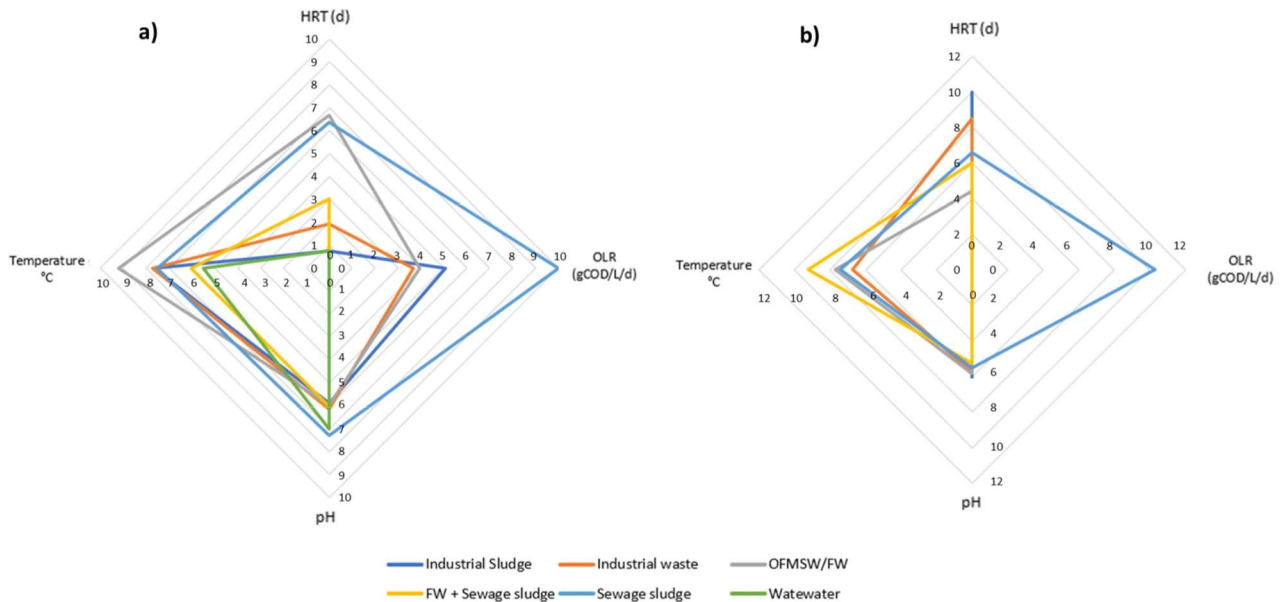 a)
HRT (d)
10
9
8
7
6
5
4
3
2
1
0
0 1 2 3 4 5 6 7 8 9 10
OLR
(gCOD/L/d)
Temperature
°C
10 9 8 7 6 5 4 3 2 1 0
0
1
2
3
4
5
6
7
8
9
10
pH
b)
HRT (d)
12
10
8
6
4
2
0
0 2 4 6 8 10 12
OLR
(gCOD/L/d)
Temperature
°C
12 10 8 6 4 2 0
0
2
4
6
8
10
12
pH
Industrial Sludge
Industrial waste
OFMSW/FW
FW + Sewage sludge
Sewage sludge
Watewater